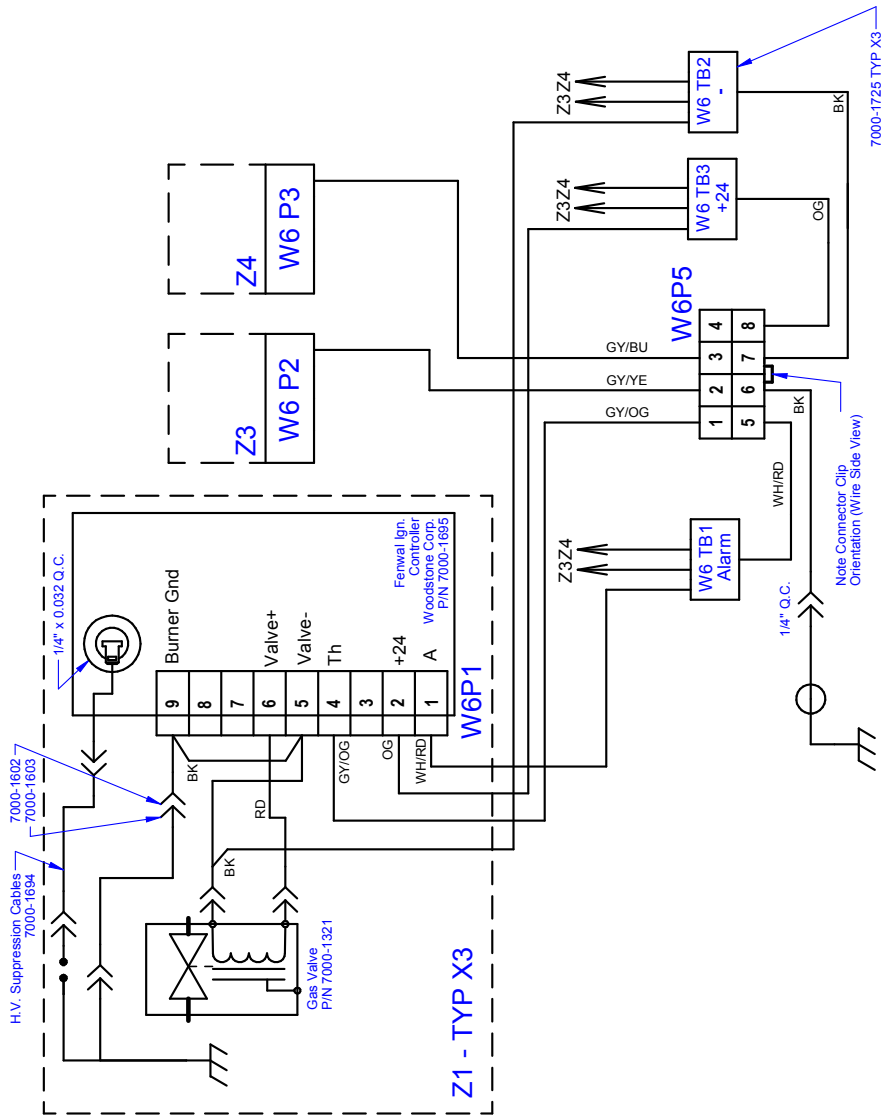 H.V. Suppression Cables
7000-1694
7000-1602
7000-1603
1/4" x 0.032 Q.C.
Burner Gnd
Valve+
Valve-
Th
+24
A
9
8
7
6
5
4
3
2
1
Fenwal Ign.
Controller
Woodstone Corp.
P/N 7000-1695
W6P1
BK
RD
GY/OG
OG
WH/RD
BK
Gas Valve
P/N 7000-1321
Z1 - TYP X3
Z3
W6 P2
Z4
W6 P3
Z3Z4
W6 TB1
Alarm
Z3Z4
W6 TB3
+24
Z3Z4
W6 TB2
-
W6P5
GY/BU
GY/YE
GY/OG
1
2
3
4
5
6
7
8
WH/RD
BK
OG
BK
1/4" Q.C.
Note Connector Clip
Orientation (Wire Side View)
7000-1725 TYP X3